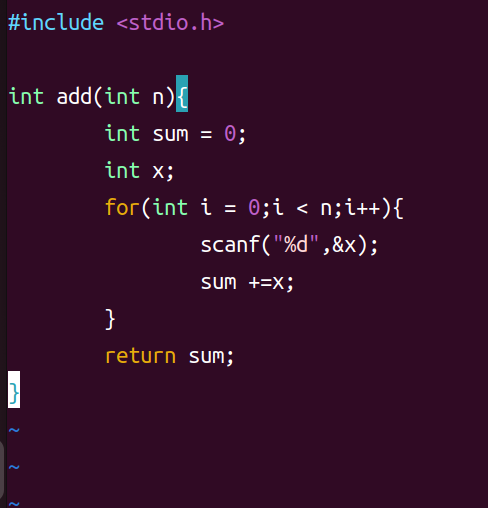 #include <stdio.h>

int add(int n){
        int sum = 0;
        int x;
        for(int i = 0;i < n;i++){
                scanf("%d",&x);
                sum +=x;
        }
        return sum;
}
~
~
~